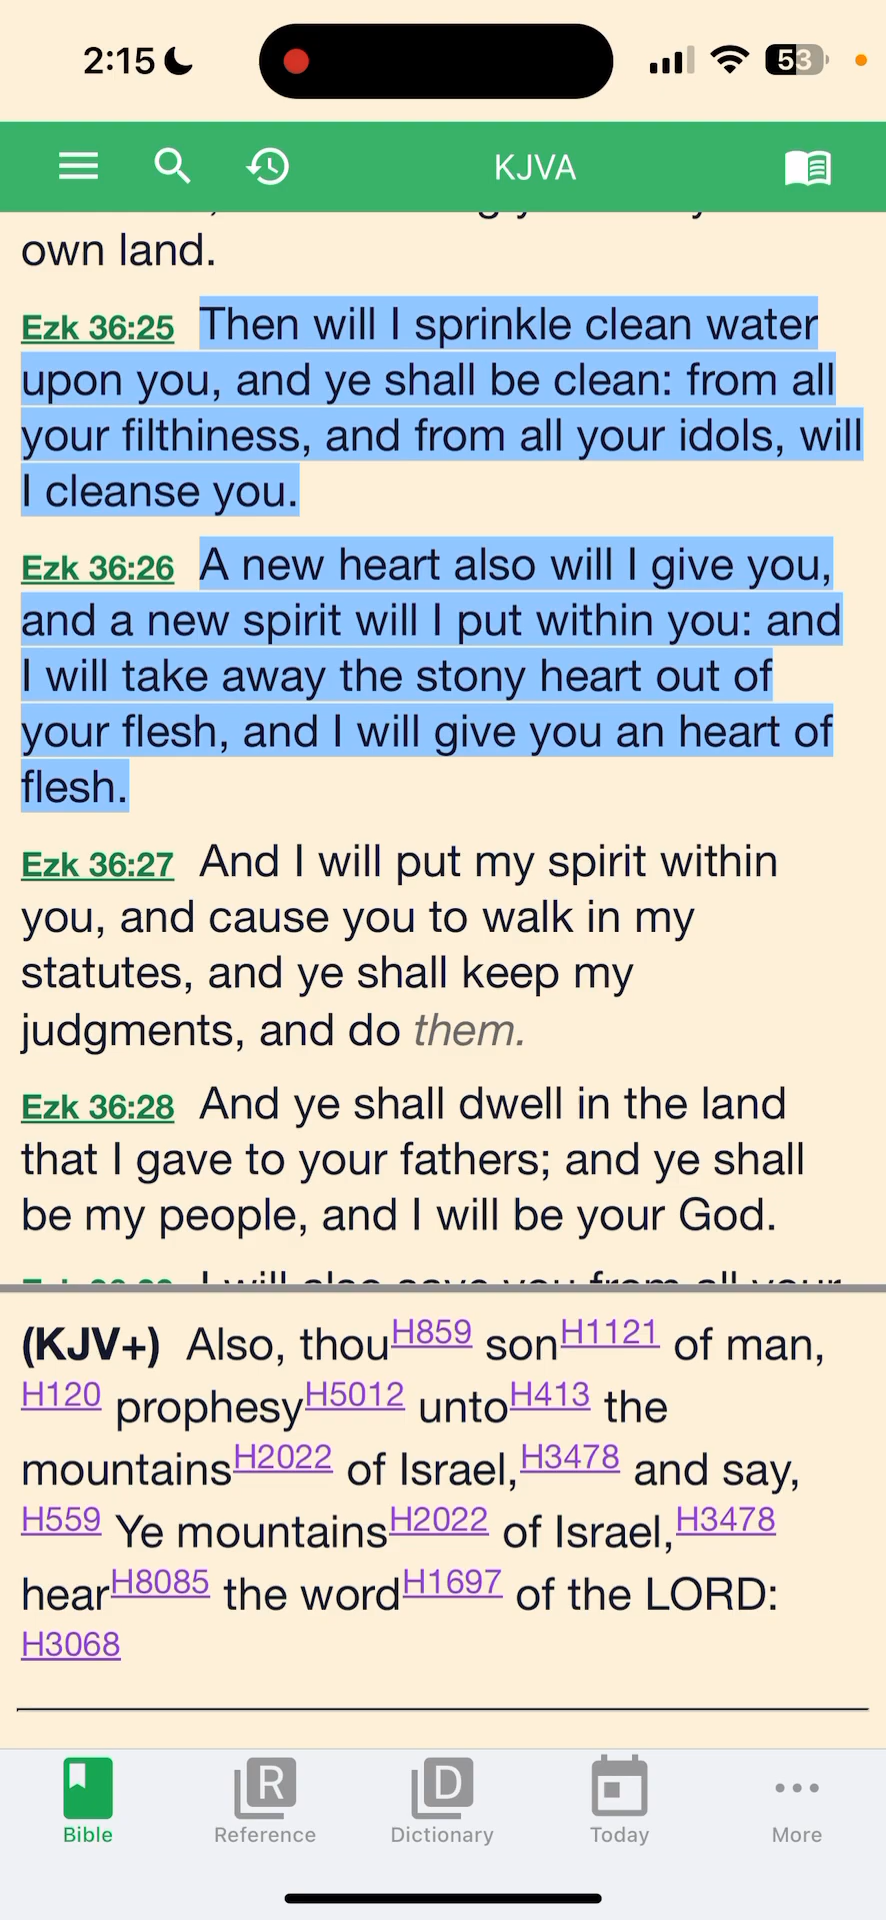 2:15
53
KJVA
own land.
Ezk 36:25 Then will I sprinkle clean water
upon you, and ye shall be clean: from all
your filthiness, and from all your idols, will
I cleanse you.
Ezk 36:26 A new heart also will I give you,
and a new spirit will I put within you: and
I will take away the stony heart out of
your flesh, and I will give you an heart of
flesh.
Ezk 36:27 And I will put my spirit within
you, and cause you to walk in my
statutes, and ye shall keep my
judgments, and do them.
Ezk 36:28 And ye shall dwell in the land
that I gave to your fathers; and ye shall
be my people, and I will be your God.
I will also save you from all your
(KJV+) Also, thouH859 sonH1121 of man,
H120 prophesyH5012 untoH413 the
mountainsH2022 of Israel,H3478 and say,
H559 Ye mountainsH2022 of Israel,H3478
hearH8085 the wordH1697 of the LORD:
H3068
R
D
Bible
Reference
Dictionary
Today
More